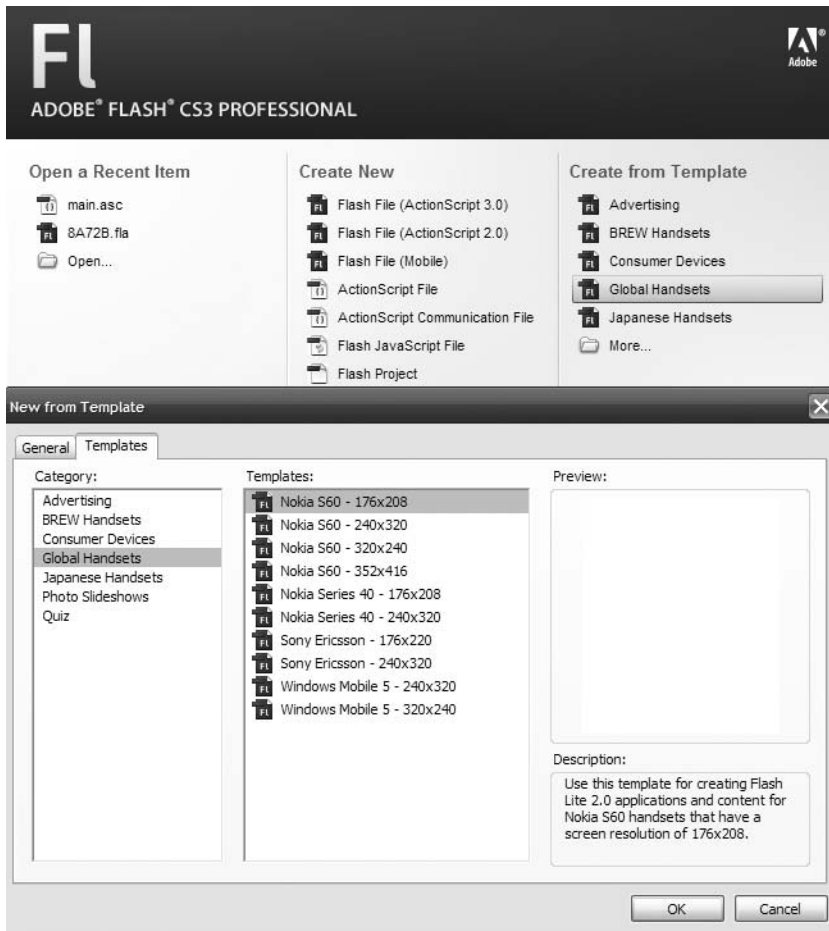 Fl
Adobe
ADOBE® FLASH® CS3 PROFESSIONAL
Open a Recent Item
main.asc
8A72B.fla
Open...
Create New
Flash File (ActionScript 3.0)
Flash File (ActionScript 2.0)
Flash File (Mobile)
ActionScript File
ActionScript Communication File
Flash JavaScript File
Flash Project
Create from Template
Advertising
BREW Handsets
Consumer Devices
Global Handsets
Japanese Handsets
More...
New from Template
General
Templates
Category:
Advertising
BREW Handsets
Consumer Devices
Global Handsets
Japanese Handsets
Photo Slideshows
Quiz
Templates:
Nokia S60 - 176x208
Nokia S60 - 240x320
Nokia S60 - 320x240
Nokia S60 - 352x416
Nokia Series 40 - 176x208
Nokia Series 40 - 240x320
Sony Ericsson - 176x220
Sony Ericsson - 240x320
Windows Mobile 5 - 240x320
Windows Mobile 5 - 320x240
Preview:
Description:
Use this template for creating Flash
Lite 2.0 applications and content for
Nokia S60 handsets that have a
screen resolution of 176x208.
OK
Cancel